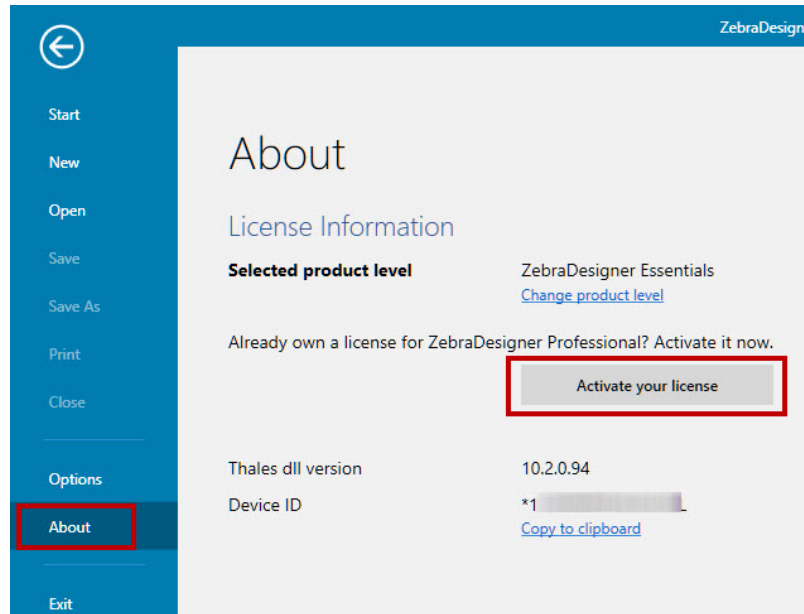 ZebraDesign
Start
New
Open
Save
Save As
Print
Close
Options
About
Exit
About
License Information
Selected product level ZebraDesigner Essentials
Change product level
Already own a license for ZebraDesigner Professional? Activate it now.
Activate your license
Thales dll version 10.2.0.94
Device ID *1
Copy to clipboard